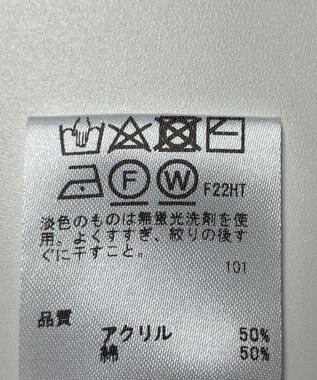 F W F22HT
淡色のものは無蛍光洗剤を使
用。よくすすぎ、絞りの後す
ぐに干すこと。
101
品質
アクリル 50%
綿 50%